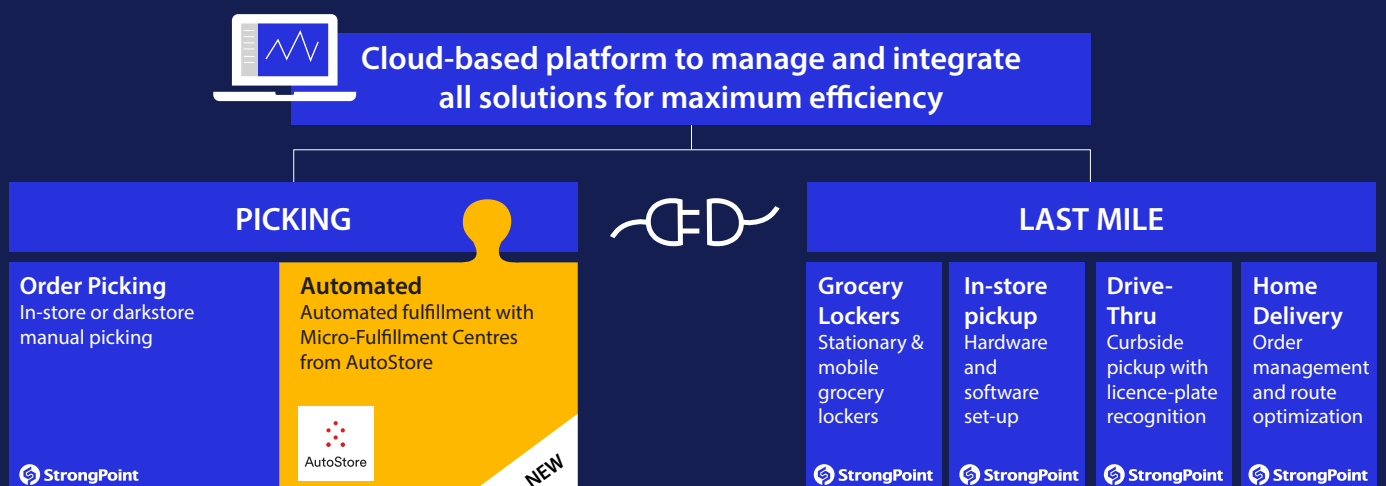 Cloud-based platform to manage and integrate
all solutions for maximum efficiency
PICKING
Order Picking
In-store or darkstore
manual picking
StrongPoint
Automated
Automated fulfillment with
Micro-Fulfillment Centres
from AutoStore
AutoStore
NEW
LAST MILE
Grocery
Lockers
Stationary &
mobile
grocery
lockers
StrongPoint
In-store
pickup
Hardware
and
software
set-up
StrongPoint
Drive-
Thru
Curbside
pickup with
licence-plate
recognition
StrongPoint
Home
Delivery
Order
management
and route
optimization
StrongPoint